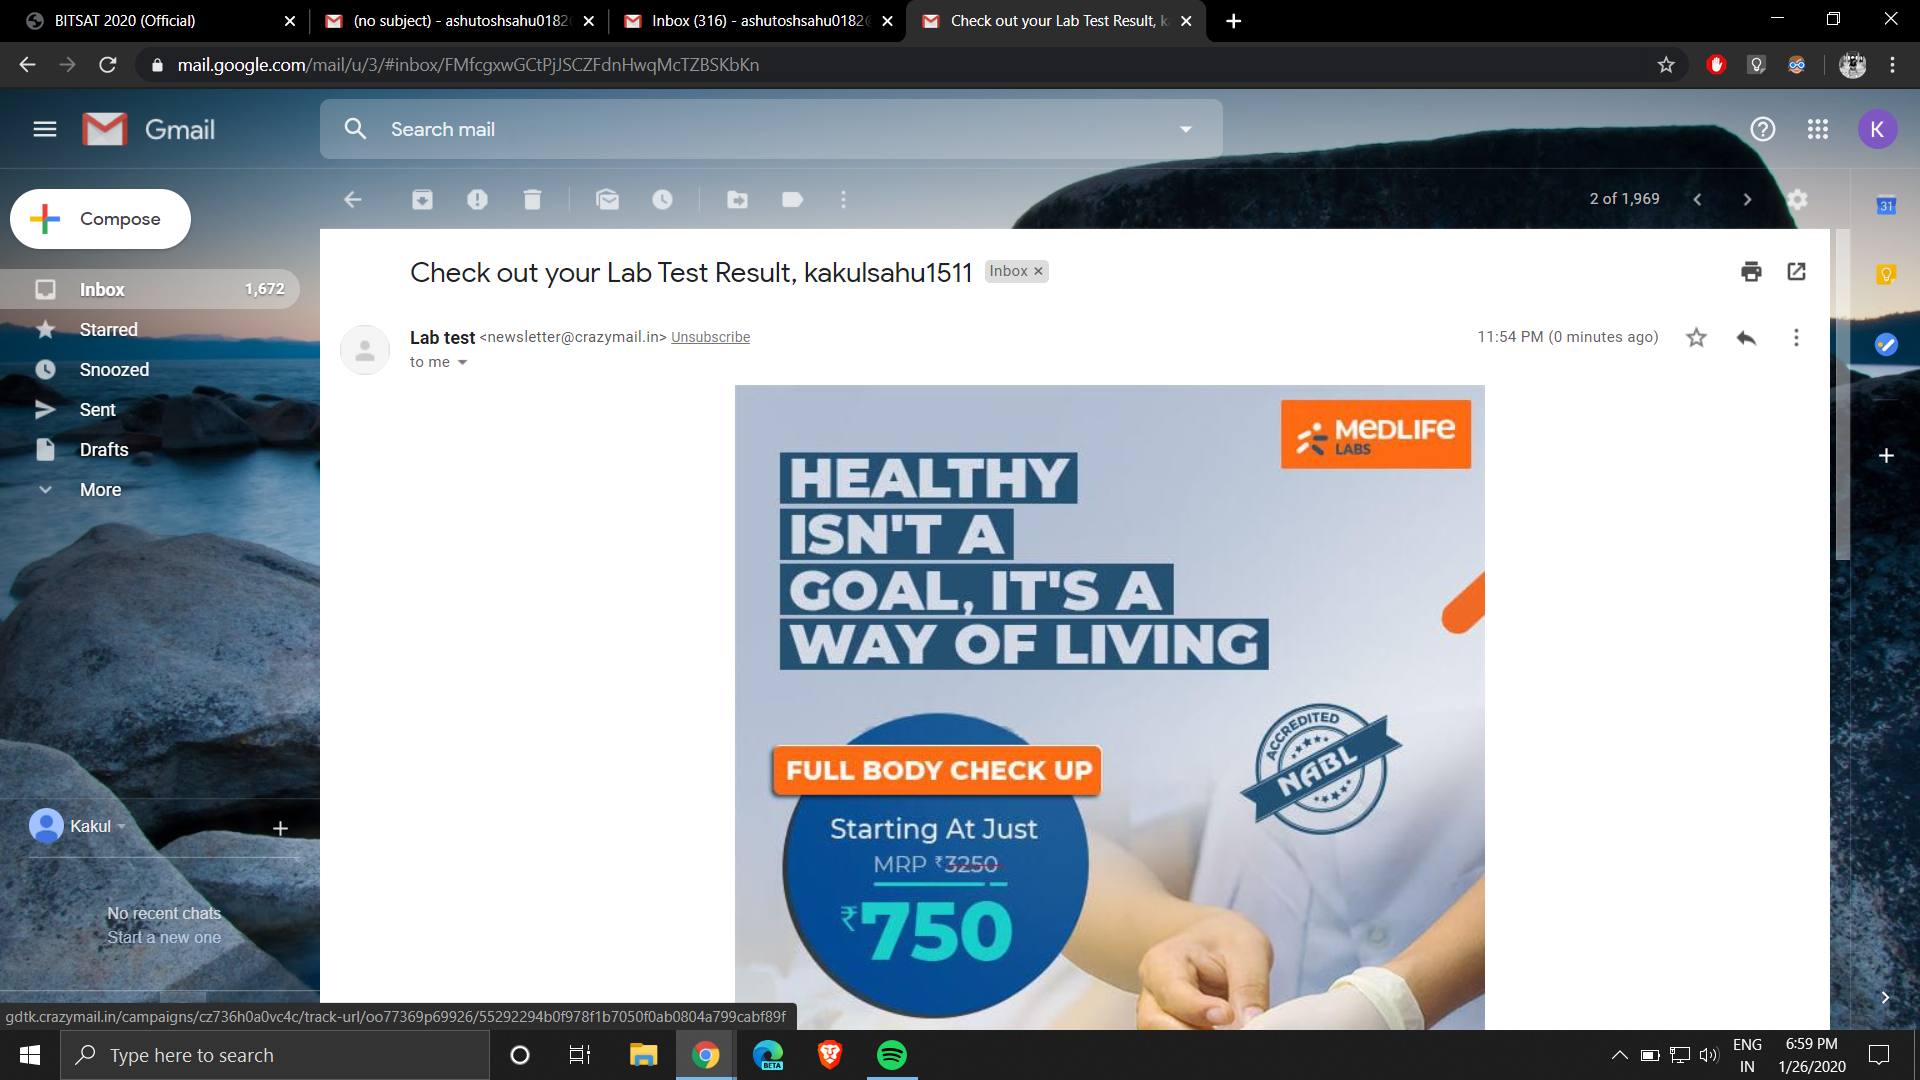 BITSAT 2020 (Official)
(no subject) - ashutoshsahu0182
Inbox (316) - ashutoshsahu0182@
Check out your Lab Test Result, k
mail.google.com/mail/u/3/#inbox/FMfcgxwGCtPjJSCZFdnHwqMcTZBSKbKn
Gmail
Search mail
K
Compose
2 of 1,969
31
Inbox 1,672
Starred
Snoozed
Sent
Drafts
More
Check out your Lab Test Result, kakulsahu1511 Inbox
Lab test <newsletter@crazymail.in> Unsubscribe
11:54 PM (0 minutes ago)
to me
MEDLIFE
LABS
HEALTHY
ISN'T A
GOAL, IT'S A
WAY OF LIVING
ACCREDITED
NABL
FULL BODY CHECK UP
Starting At Just
MRP ₹3250
₹750
Kakul
No recent chats
Start a new one
gdtk.crazymail.in/campaigns/cz736h0a0vc4c/track-url/oo77369p69926/55292294b0f978f1b7050f0ab0804a799cabf89f
Type here to search
BETA
ENG
IN
6:59 PM
1/26/2020